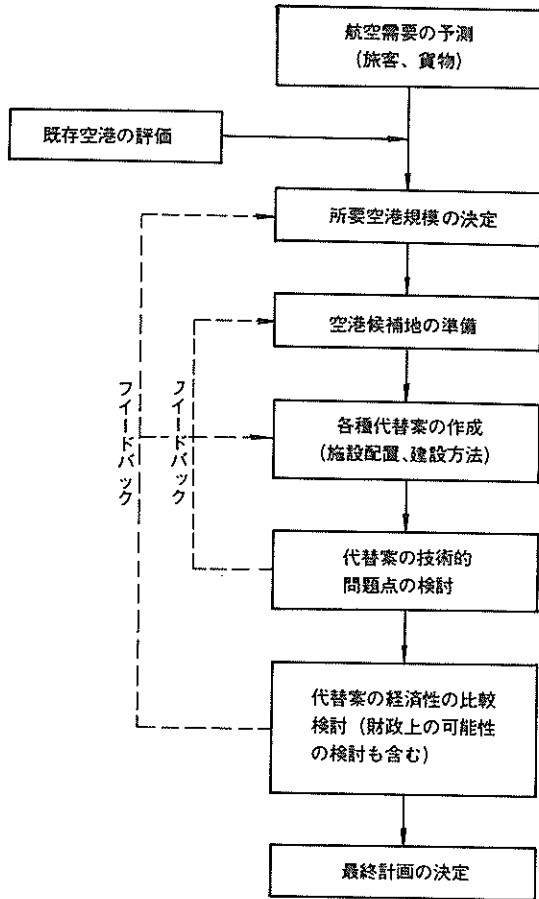 航空需要の予測
(旅客、貨物)
既存空港の評価
所要空港規模の決定
空港候補地の準備
各種代替案の作成
(施設配置、建設方法)
フイードバック
フイードバック
代替案の技術的
問題点の検討
代替案の経済性の比較
検討(財政上の可能性
の検討も含む)
最終計画の決定